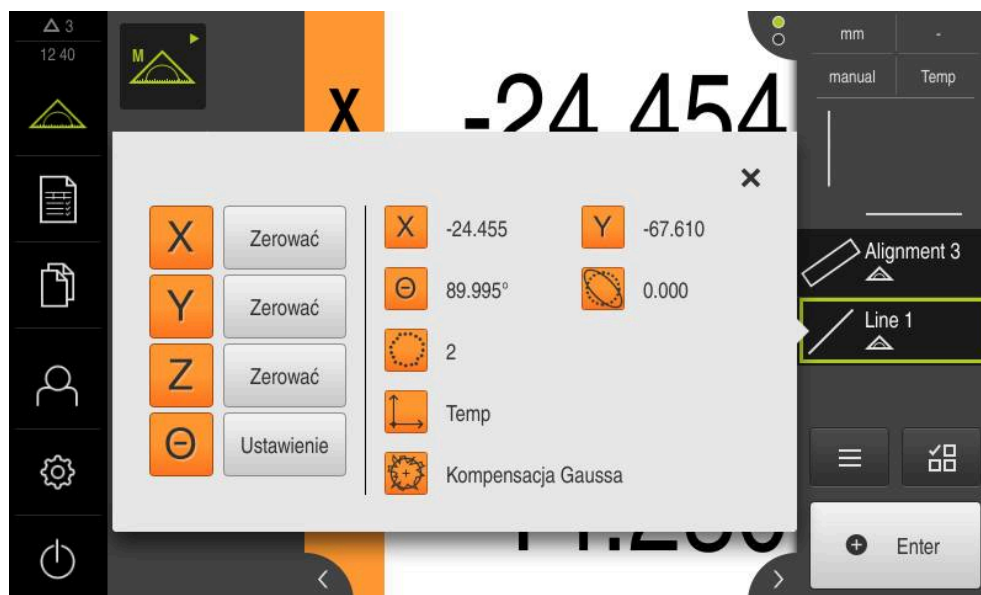 3
12 40
M
X
-24.454
mm
-
manual
Temp
X
Zerować
Y
Zerować
Z
Zerować
Θ
Ustawienie
X
-24.455
Y
-67.610
Θ
89.995°
0.000
2
Temp
Kompensacja Gaussa
Alignment 3
Line 1
Enter